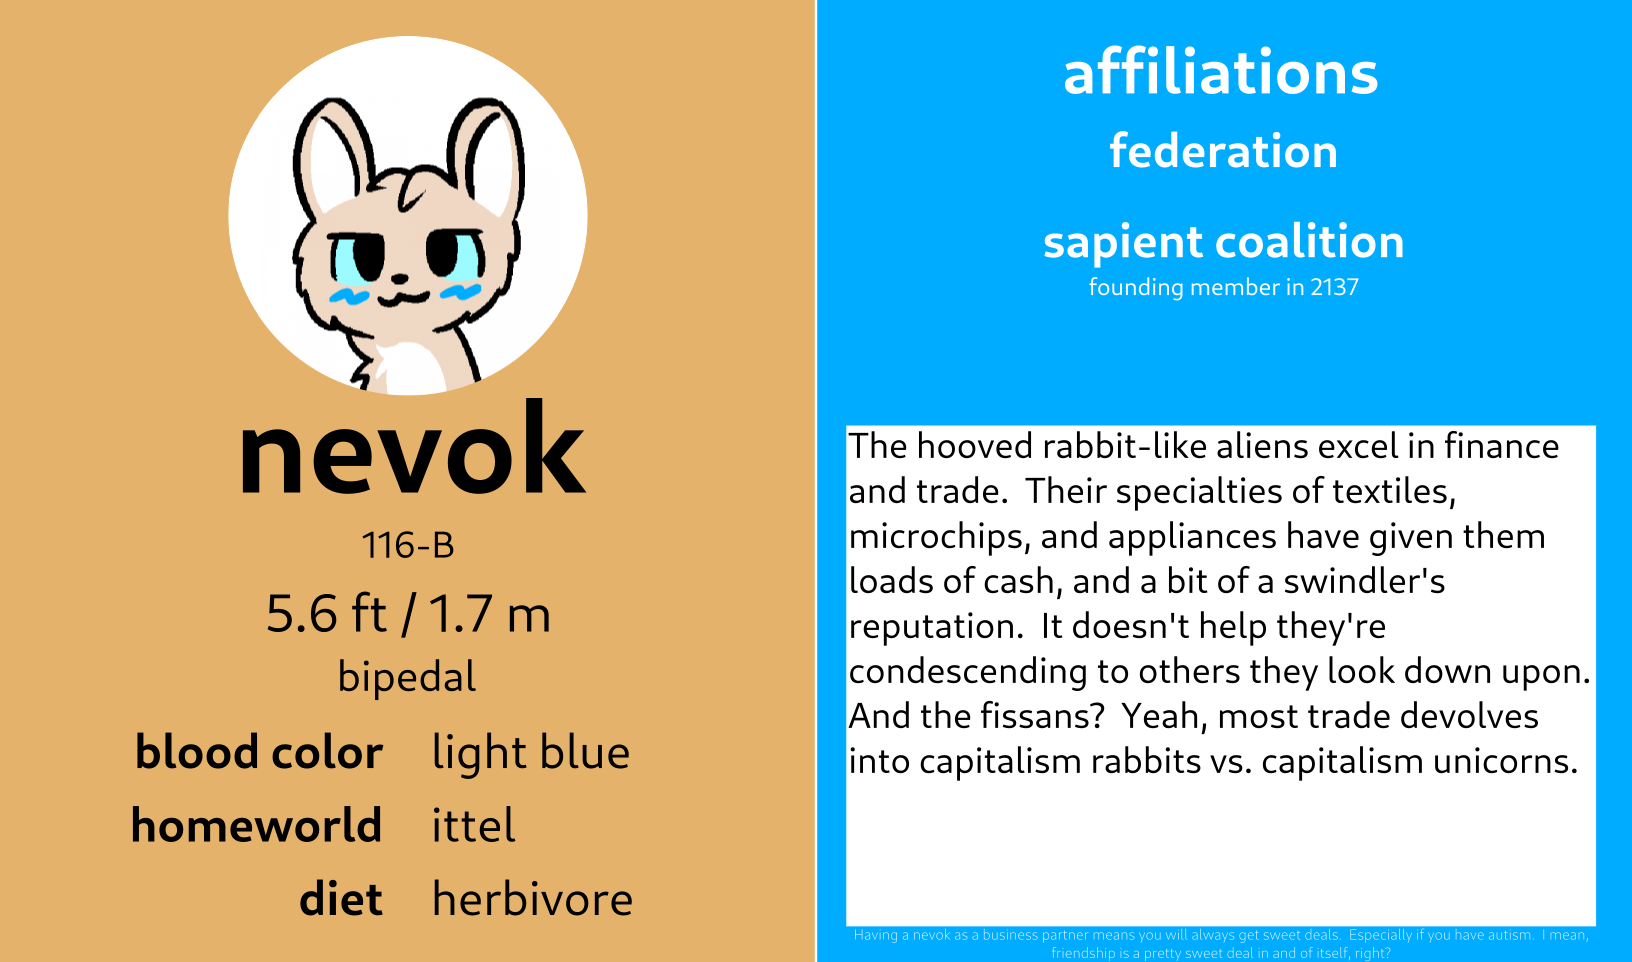 nevok
116-B
5.6 ft / 1.7 m
bipedal
blood color light blue
homeworld ittel
diet herbivore
affiliations
federation
sapient coalition
founding member in 2137
The hooved rabbit-like aliens excel in finance
and trade.  Their specialties of textiles,
microchips, and appliances have given them
loads of cash, and a bit of a swindler's
reputation.  It doesn't help they're
condescending to others they look down upon.
And the fissans?  Yeah, most trade devolves
into capitalism rabbits vs. capitalism unicorns.
Having a nevok as a business partner means you will always get sweet deals.  Especially if you have autism.  I mean,
friendship is a pretty sweet deal in and of itself, right?